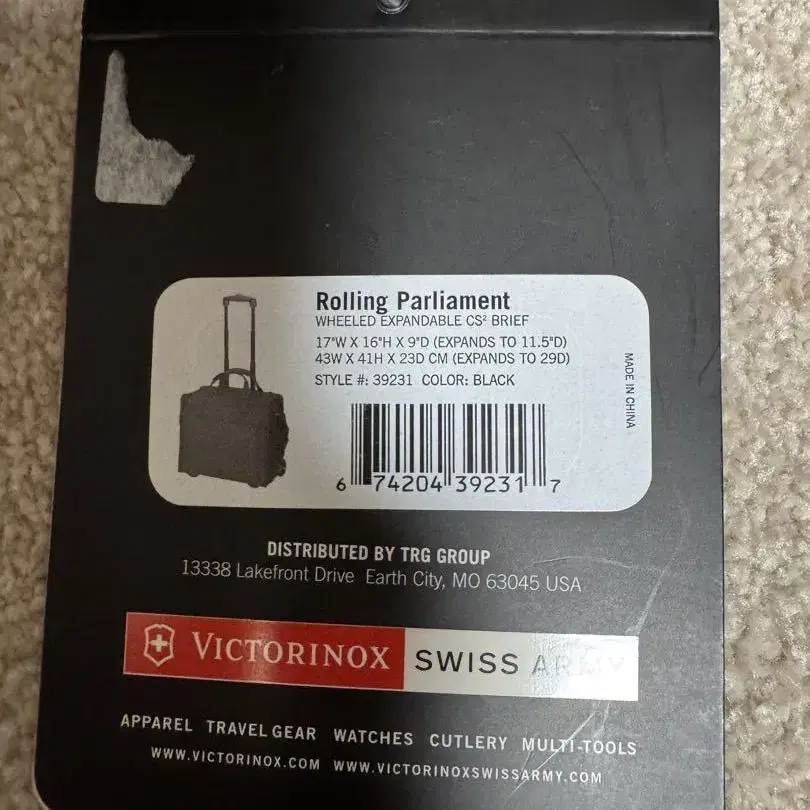 Rolling Parliament
WHEELED EXPANDABLE CS² BRIEF
17"W X 16"H X 9"D (EXPANDS TO 11.5"D)
43W X 41H X 23D CM (EXPANDS TO 29D)
STYLE #: 39231 COLOR: BLACK
MADE IN CHINA
6 74204 39231 7
DISTRIBUTED BY TRG GROUP
13338 Lakefront Drive Earth City, MO 63045 USA
VICTORINOX SWISS ARMY
APPAREL TRAVEL GEAR WATCHES CUTLERY MULTI-TOOLS
WWW.VICTORINOX.COM WWW.VICTORINOXSWISSARMY.COM